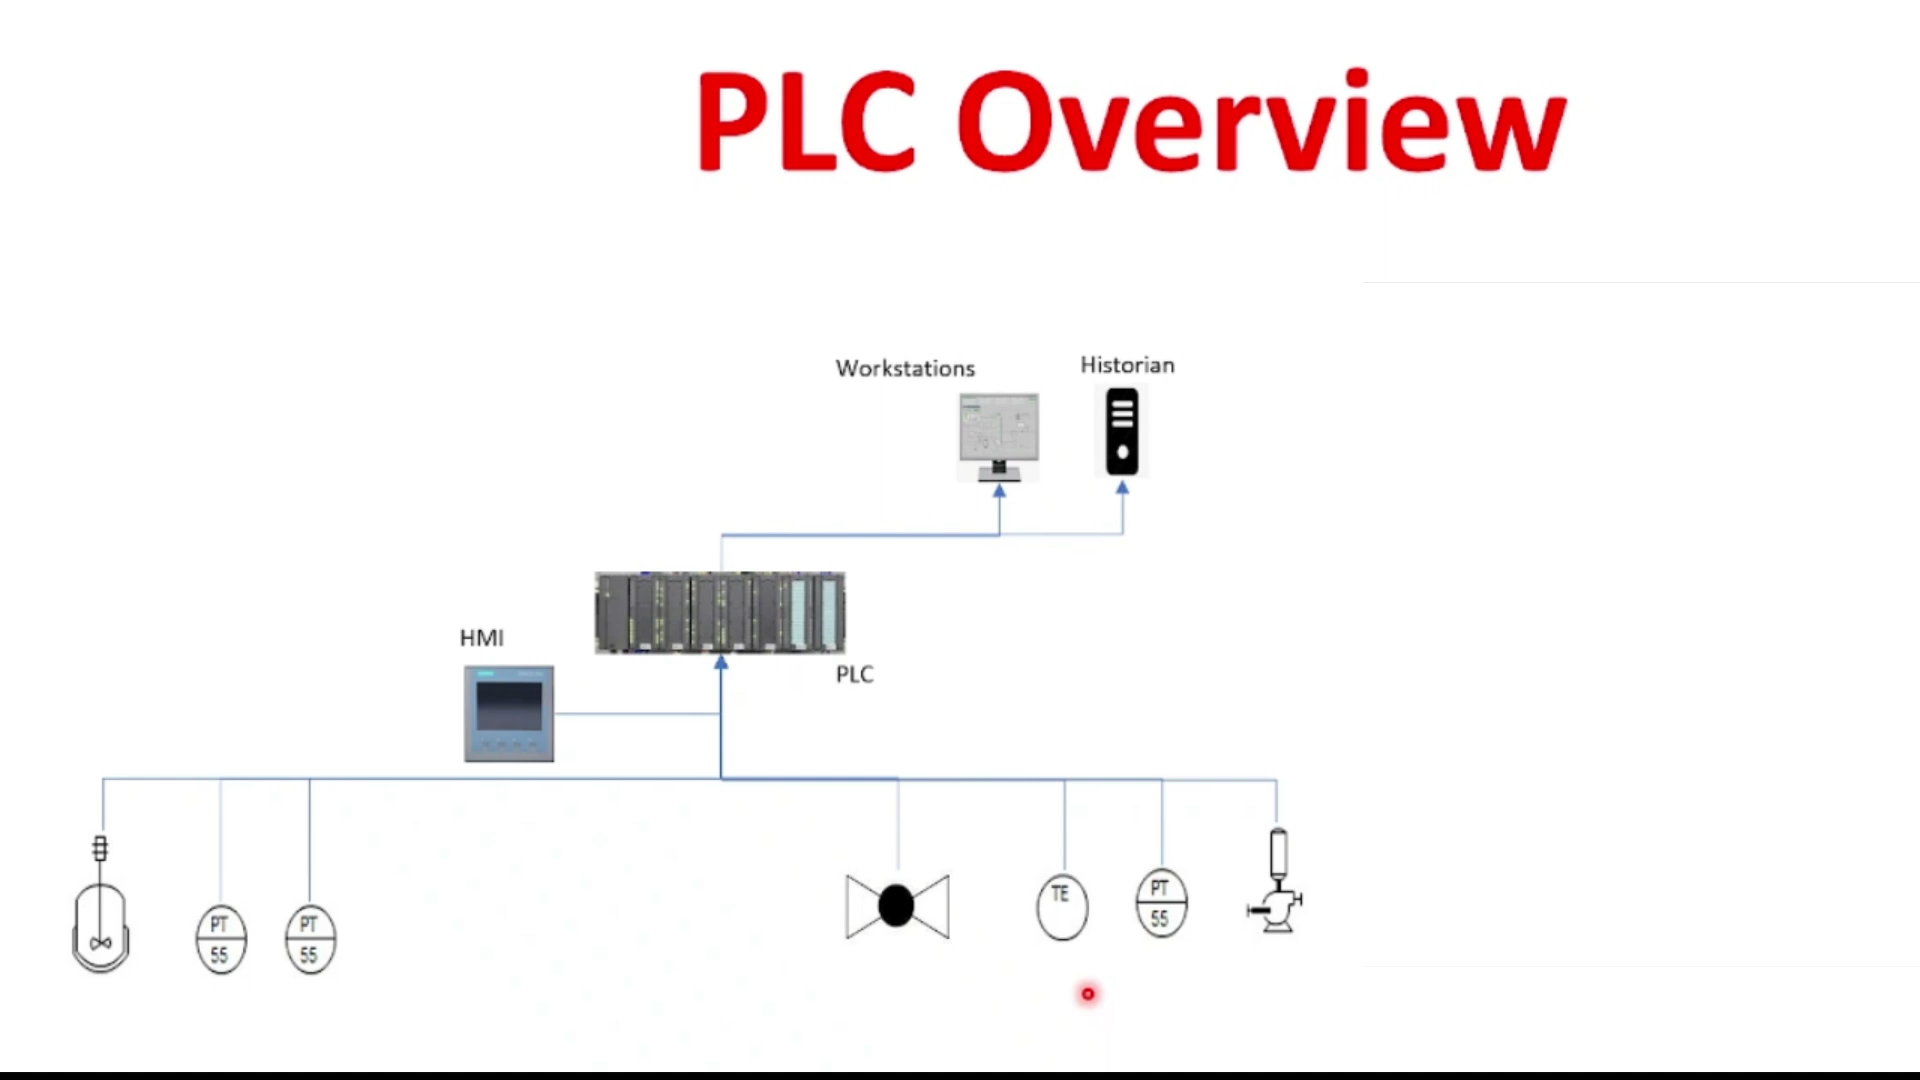 PLC Overview
Workstations
Historian
HMI
PLC
PT
55
PT
55
TE
PT
55